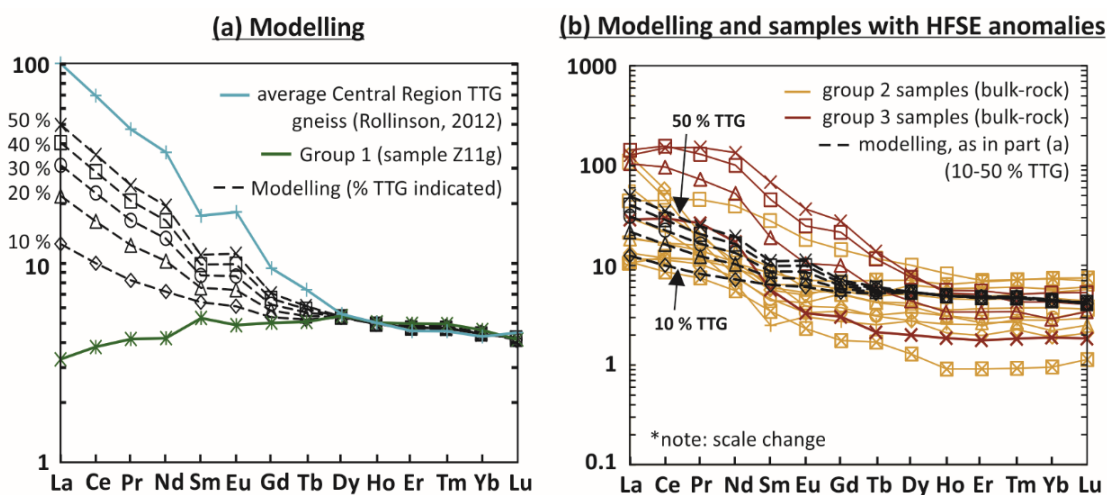 (a) Modelling
100
50 %
40 %
30 %
20 %
10 %
10
1
average Central Region TTG
gneiss (Rollinson, 2012)
Group 1 (sample Z11g)
Modelling (% TTG indicated)
La Ce Pr Nd Sm Eu Gd Tb Dy Ho Er Tm Yb Lu
(b) Modelling and samples with HFSE anomalies
1000
100
10
1
0.1
group 2 samples (bulk-rock)
group 3 samples (bulk-rock)
modelling, as in part (a)
(10-50 % TTG)
50 % TTG
10 % TTG
*note: scale change
La Ce Pr Nd Sm Eu Gd Tb Dy Ho Er Tm Yb Lu